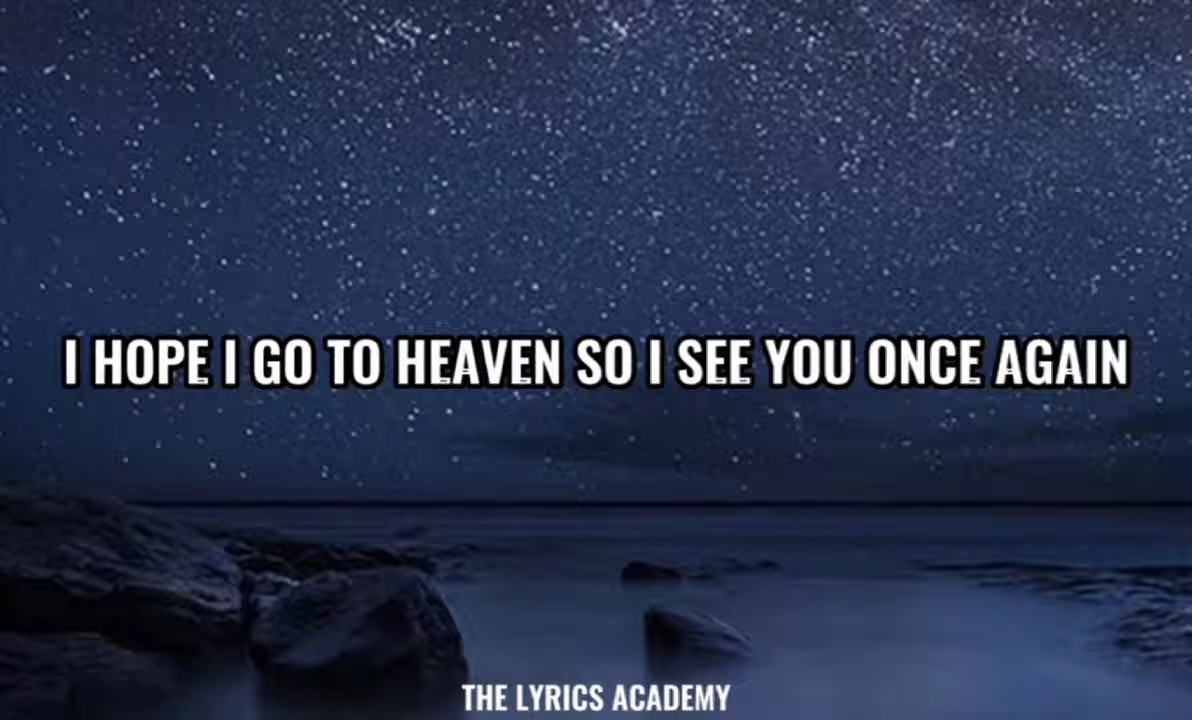 I HOPE I GO TO HEAVEN SO I SEE YOU ONCE AGAIN
THE LYRICS ACADEMY